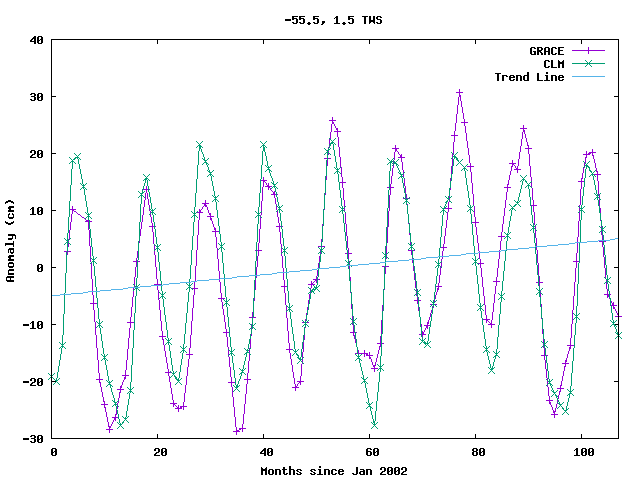 -55.5, 1.5 TWS
GRACE
CLM
Trend Line
40
30
20
10
0
-10
-20
-30
Anomaly (cm)
0 20 40 60 80 100
Months since Jan 2002